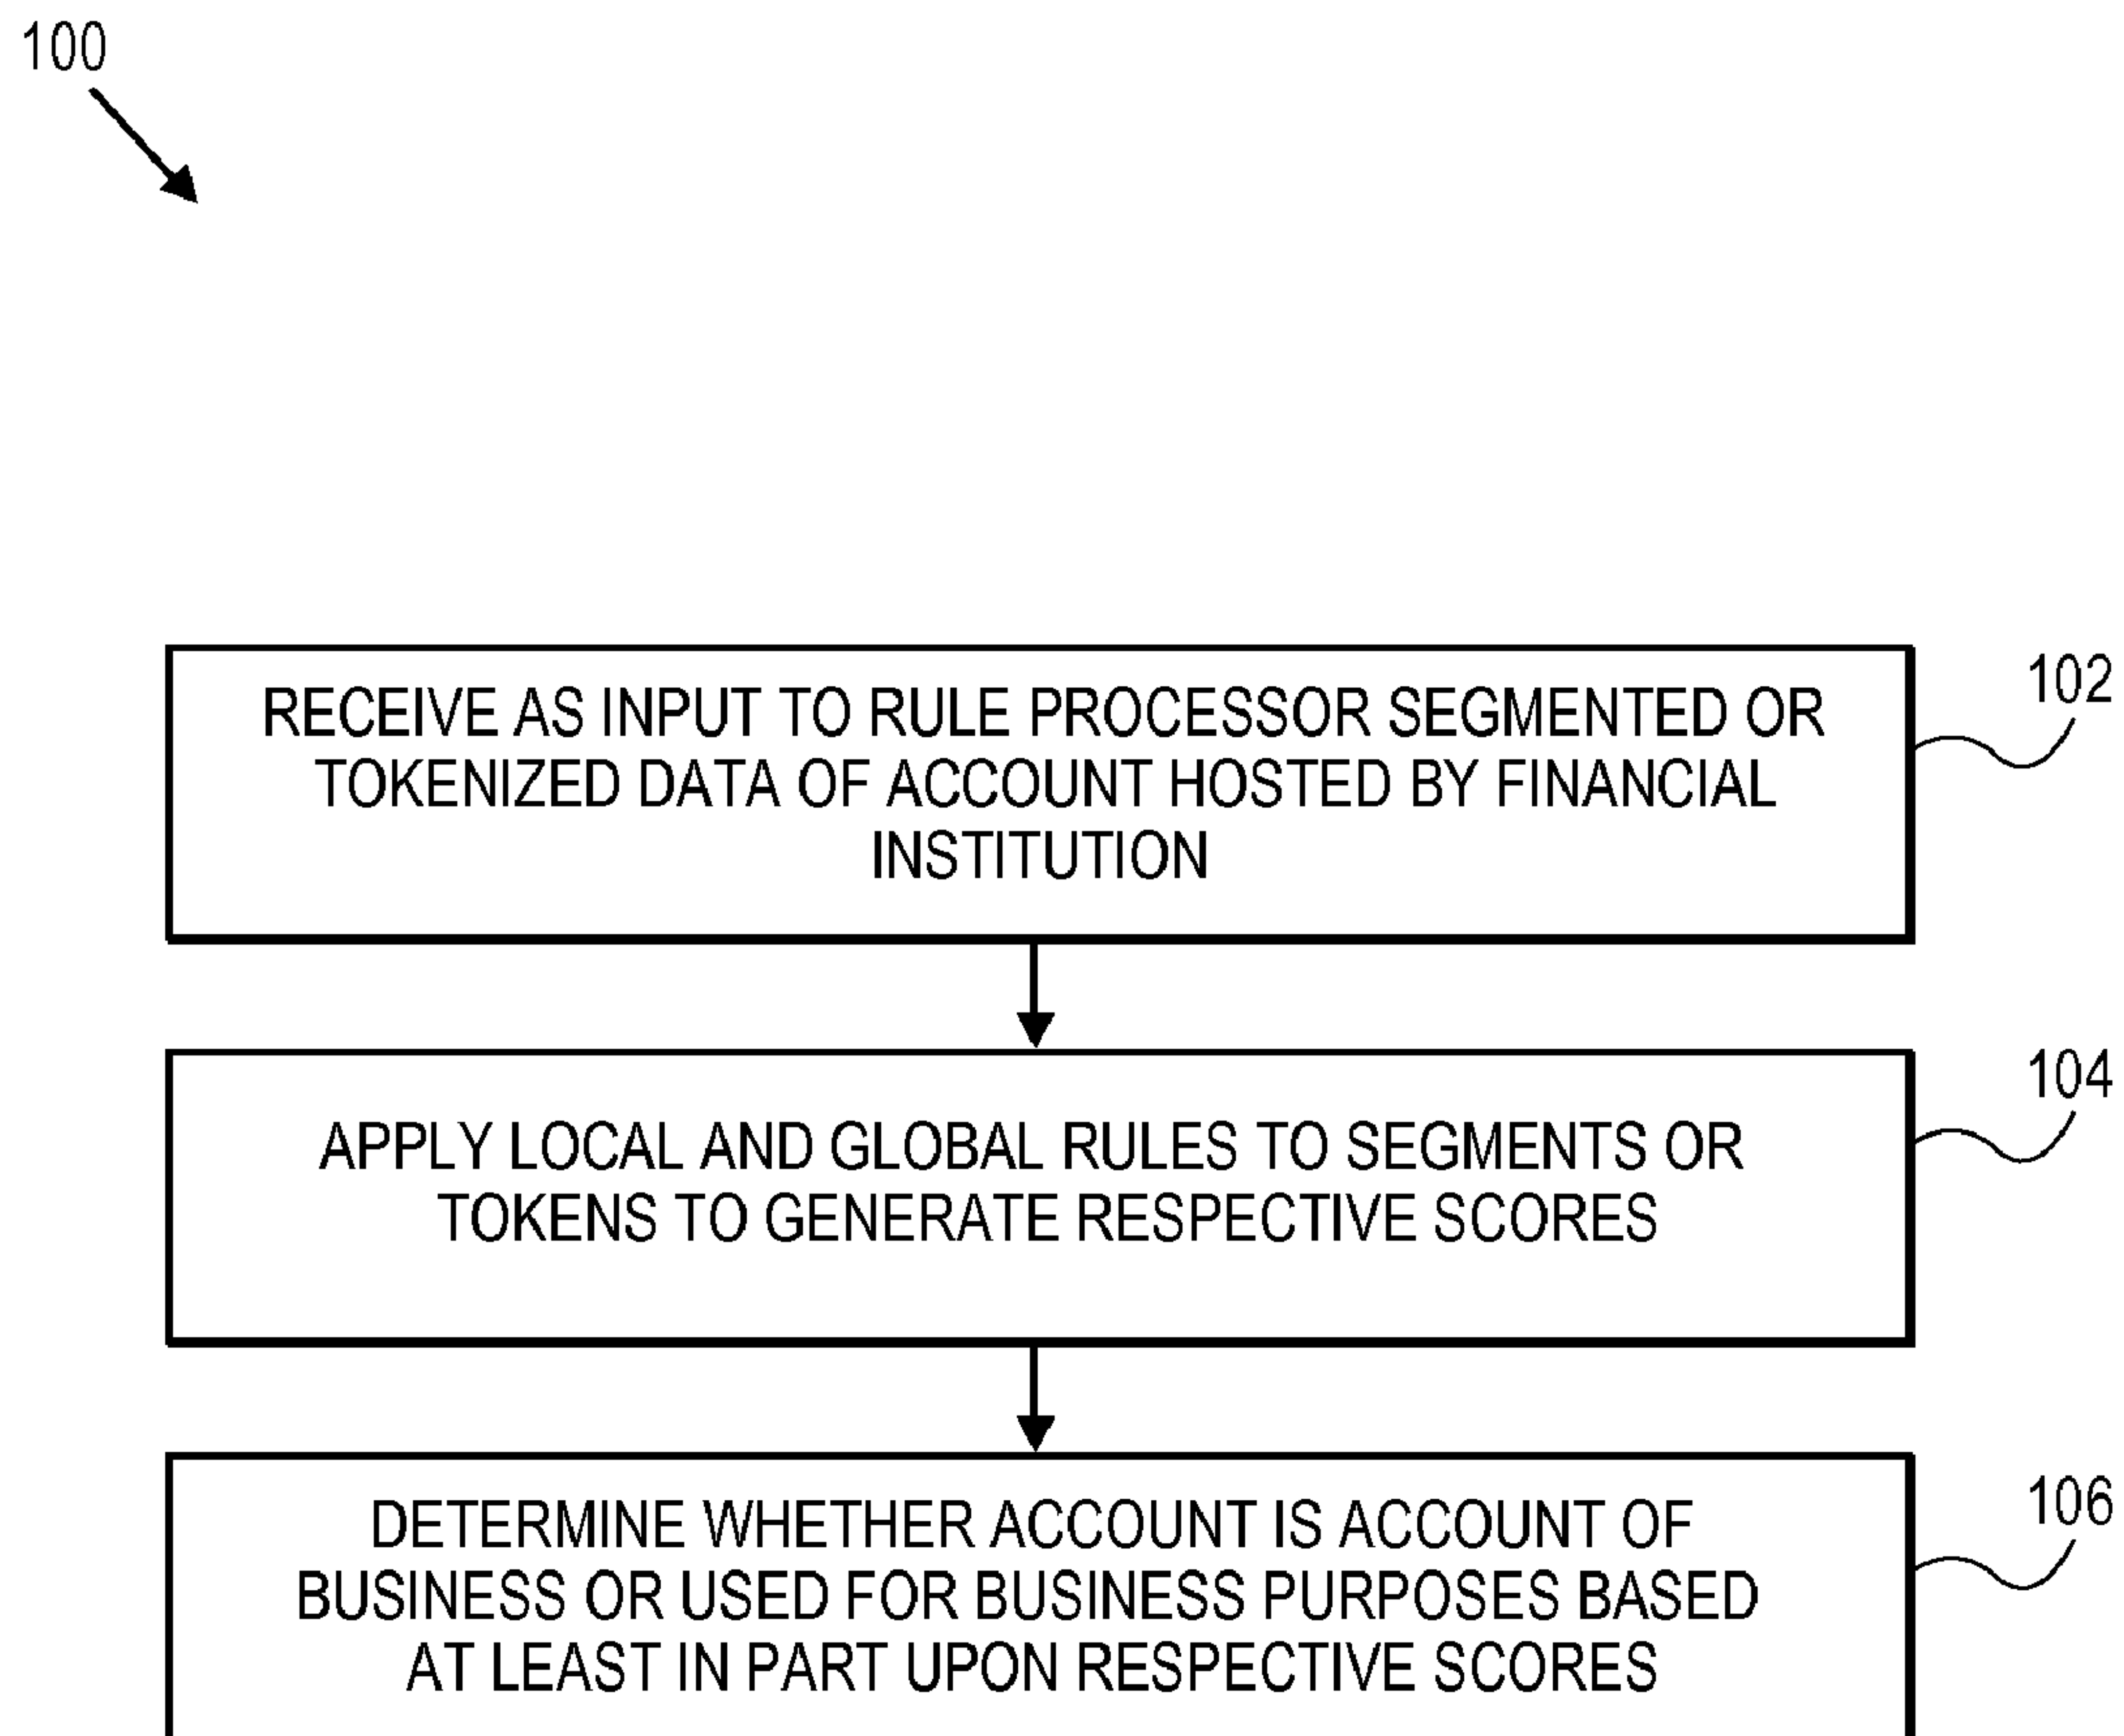 100
RECEIVE AS INPUT TO RULE PROCESSOR SEGMENTED OR
TOKENIZED DATA OF ACCOUNT HOSTED BY FINANCIAL
INSTITUTION
102
APPLY LOCAL AND GLOBAL RULES TO SEGMENTS OR
TOKENS TO GENERATE RESPECTIVE SCORES
104
DETERMINE WHETHER ACCOUNT IS ACCOUNT OF
BUSINESS OR USED FOR BUSINESS PURPOSES BASED
AT LEAST IN PART UPON RESPECTIVE SCORES
106